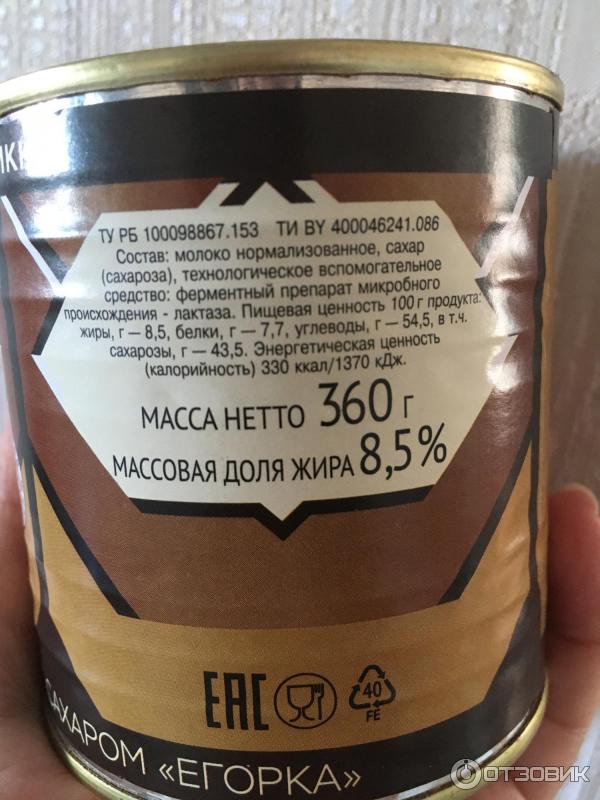 ТУ РБ 100098867.153 ТИ BY 400046241.086
Состав: молоко нормализованное, сахар
(сахароза), технологическое вспомогательное
средство: ферментный препарат микробного
происхождения - лактаза. Пищевая ценность 100 г продукта:
жиры, г — 8,5, белки, г — 7,7, углеводы, г — 54,5, в т.ч.
сахарозы, г — 43,5. Энергетическая ценность
(калорийность) 330 ккал/1370 кДж.
МАССА НЕТТО 360 г
МАССОВАЯ ДОЛЯ ЖИРА 8,5%
EAC
40
FE
САХАРОМ «ЕГОРКА»
ОТЗОВИК